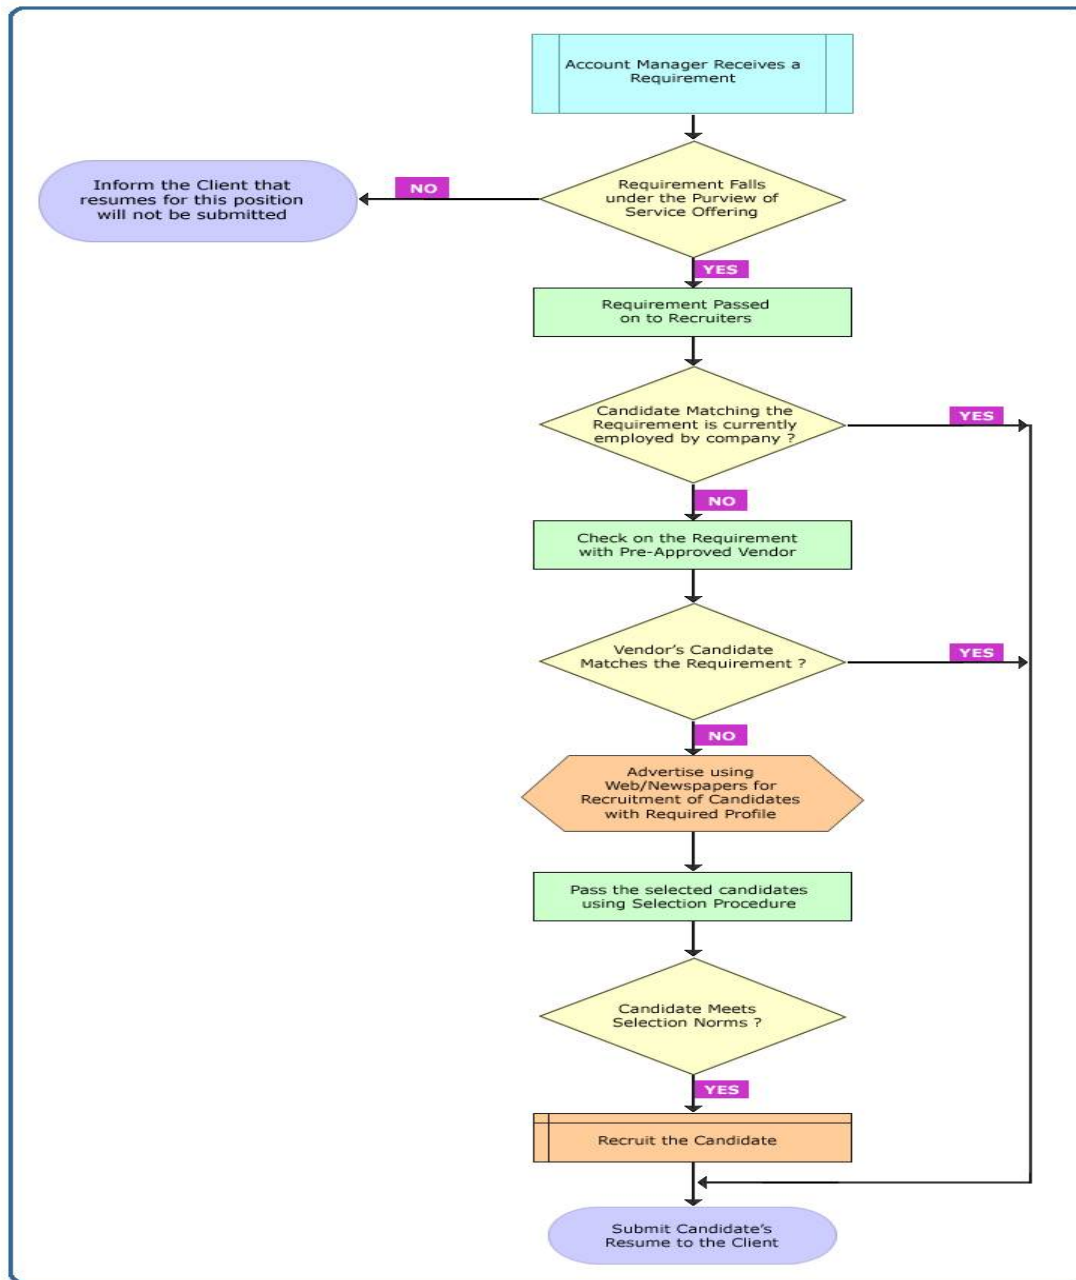 Account Manager Receives a
Requirement
Requirement Falls
under the Purview of
Service Offering
NO
Inform the Client that
resumes for this position
will not be submitted
YES
Requirement Passed
on to Recruiters
Candidate Matching the
Requirement is currently
employed by company ?
YES
NO
Check on the Requirement
with Pre-Approved Vendor
Vendor's Candidate
Matches the Requirement ?
YES
NO
Advertise using
Web/Newspapers for
Recruitment of Candidates
with Required Profile
Pass the selected candidates
using Selection Procedure
Candidate Meets
Selection Norms ?
YES
Recruit the Candidate
Submit Candidate's
Resume to the Client